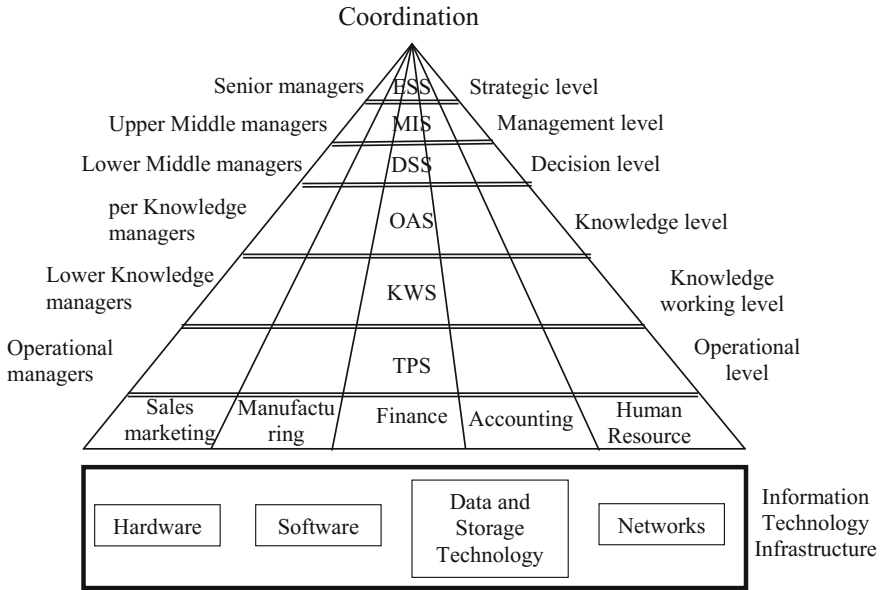 Coordination
Senior managers ESS Strategic level
Upper Middle managers MIS Management level
Lower Middle managers DSS Decision level
per Knowledge
managers
OAS
Knowledge level
Lower Knowledge
managers
KWS
Knowledge
working level
Operational
managers
TPS
Operational
level
Sales
marketing
Manufactu
ring
Finance
Accounting
Human
Resource
Hardware
Software
Data and
Storage
Technology
Networks
Information
Technology
Infrastructure